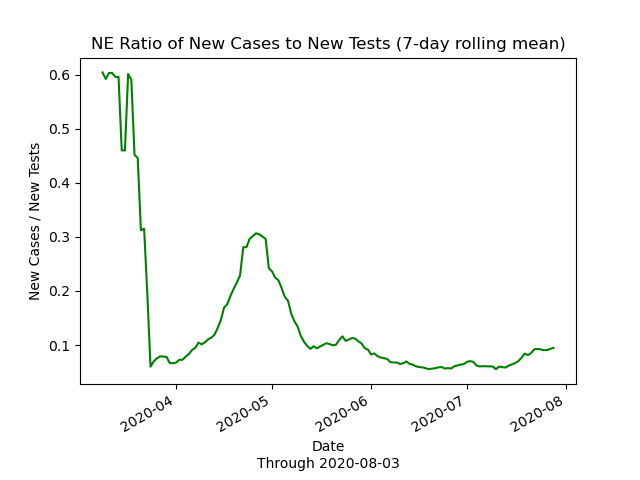 NE Ratio of New Cases to New Tests (7-day rolling mean)
New Cases / New Tests
0.6
0.5
0.4
0.3
0.2
0.1
2020-04
2020-05
2020-06
2020-07
2020-08
Date
Through 2020-08-03